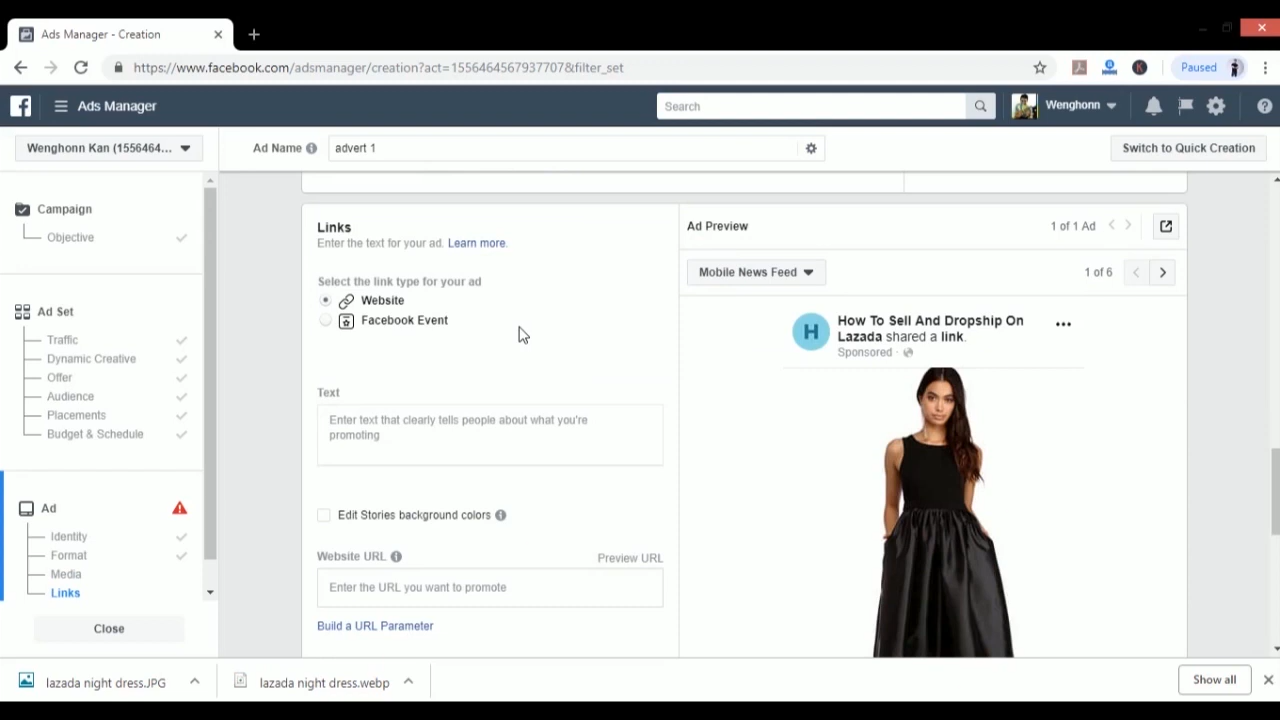 Ads Manager - Creation
https://www.facebook.com/adsmanager/creation?act=1556464567937707&filter_set
K
Paused
Ads Manager
Search
Wenghonn
Wenghonn Kan (1556464...
Ad Name
advert 1
Switch to Quick Creation
Campaign
Objective
Ad Set
Traffic
Dynamic Creative
Offer
Audience
Placements
Budget & Schedule
Ad
Identity
Format
Media
Links
Close
Links
Enter the text for your ad. Learn more.
Select the link type for your ad
Website
Facebook Event
Text
Enter text that clearly tells people about what you're
promoting
Edit Stories background colors
Website URL
Preview URL
Enter the URL you want to promote
Build a URL Parameter
Ad Preview
1 of 1 Ad
Mobile News Feed
1 of 6
H
How To Sell And Dropship On
Lazada shared a link.
Sponsored ·
lazada night dress.JPG
lazada night dress.webp
Show all